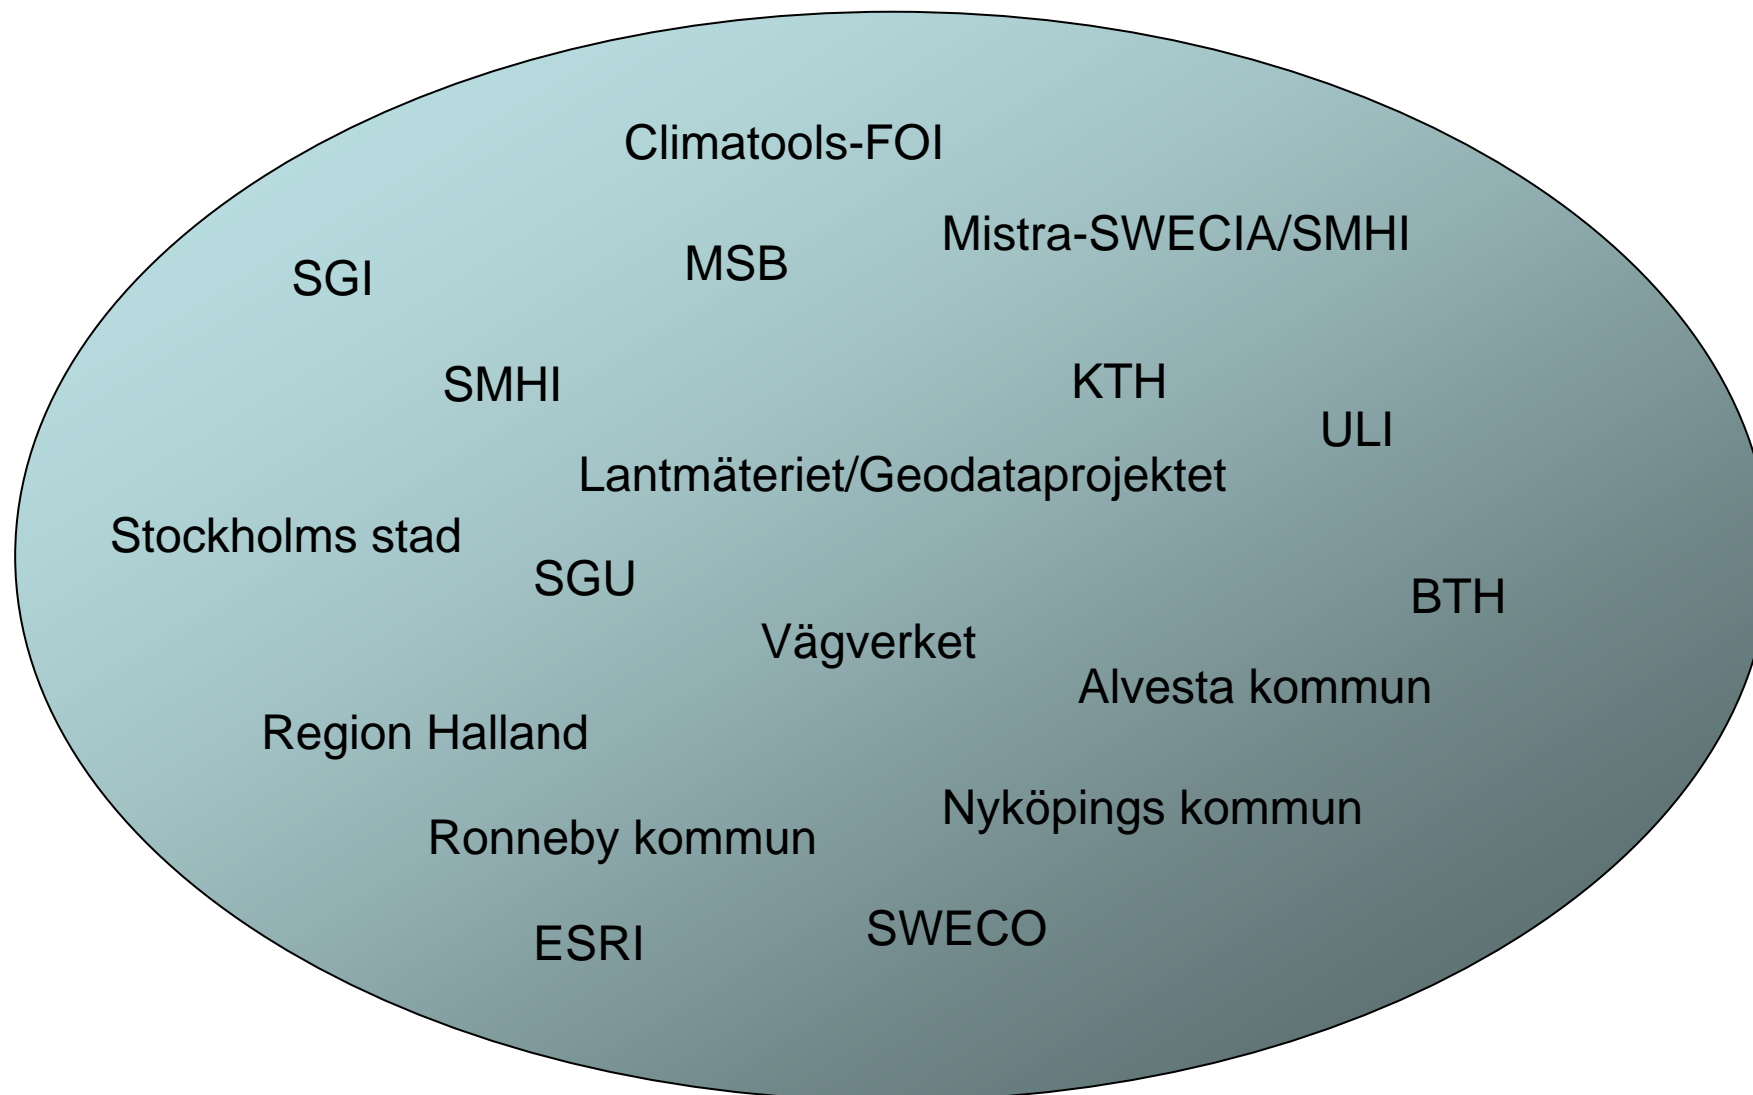 Climatools-FOI
Mistra-SWECIA/SMHI
MSB
SGI
SMHI
KTH
ULI
Lantmäteriet/Geodataprojektet
Stockholms stad
SGU
BTH
Vägverket
Alvesta kommun
Region Halland
Nyköpings kommun
Ronneby kommun
SWECO
ESRI